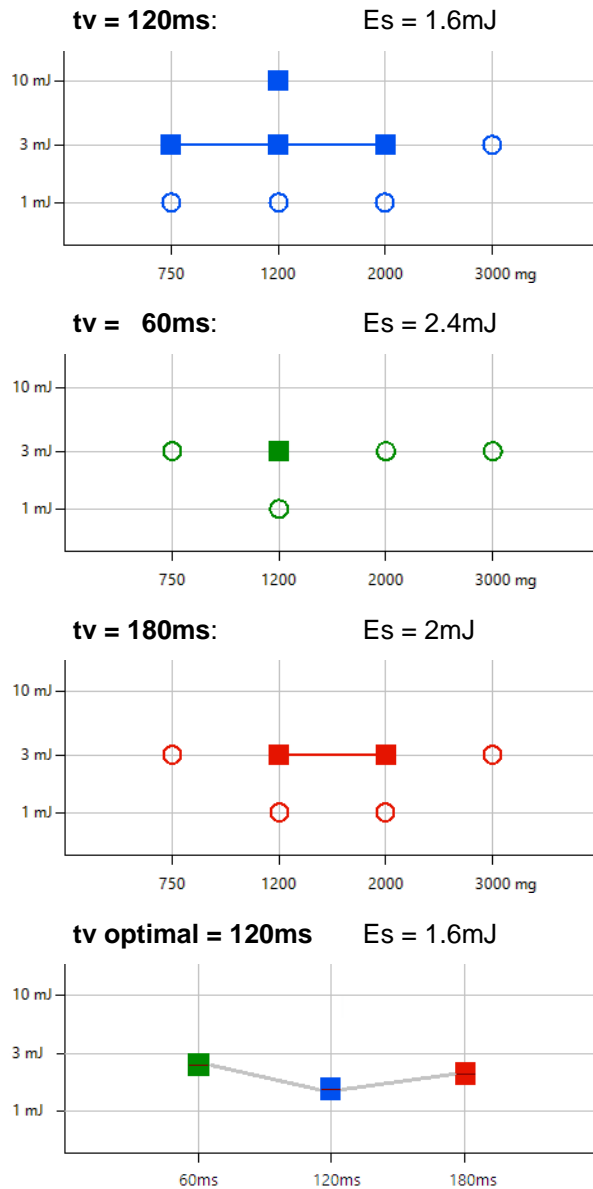 tv = 120ms: Es = 1.6mJ
10 mJ
3 mJ
1 mJ
750 1200 2000 3000 mg
tv = 60ms: Es = 2.4mJ
10 mJ
3 mJ
1 mJ
750 1200 2000 3000 mg
tv = 180ms: Es = 2mJ
10 mJ
3 mJ
1 mJ
750 1200 2000 3000 mg
tv optimal = 120ms Es = 1.6mJ
10 mJ
3 mJ
1 mJ
60ms 120ms 180ms